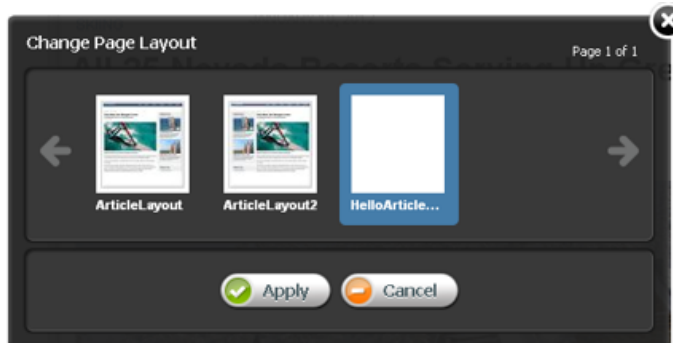 Change Page Layout
Page 1 of 1
ArticleLayout
ArticleLayout2
HelloArticle...
Apply
Cancel